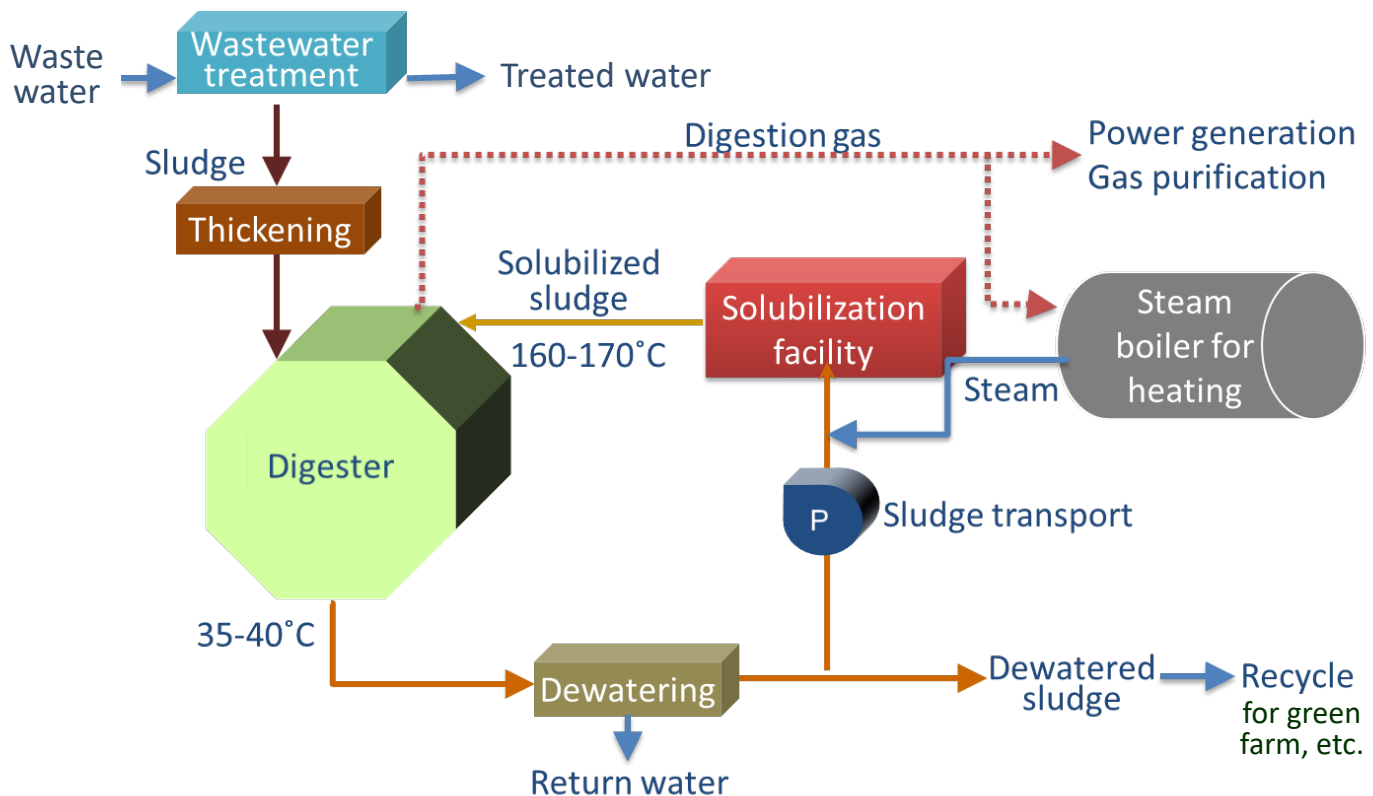 Waste
water
Wastewater
treatment
Treated water
Sludge
Thickening
Digestion gas
Power generation
Gas purification
Solubilized
sludge
160-170˚C
Solubilization
facility
Steam
boiler for
heating
Steam
Digester
P
Sludge transport
35-40˚C
Dewatering
Return water
Dewatered
sludge
Recycle
for green
farm, etc.